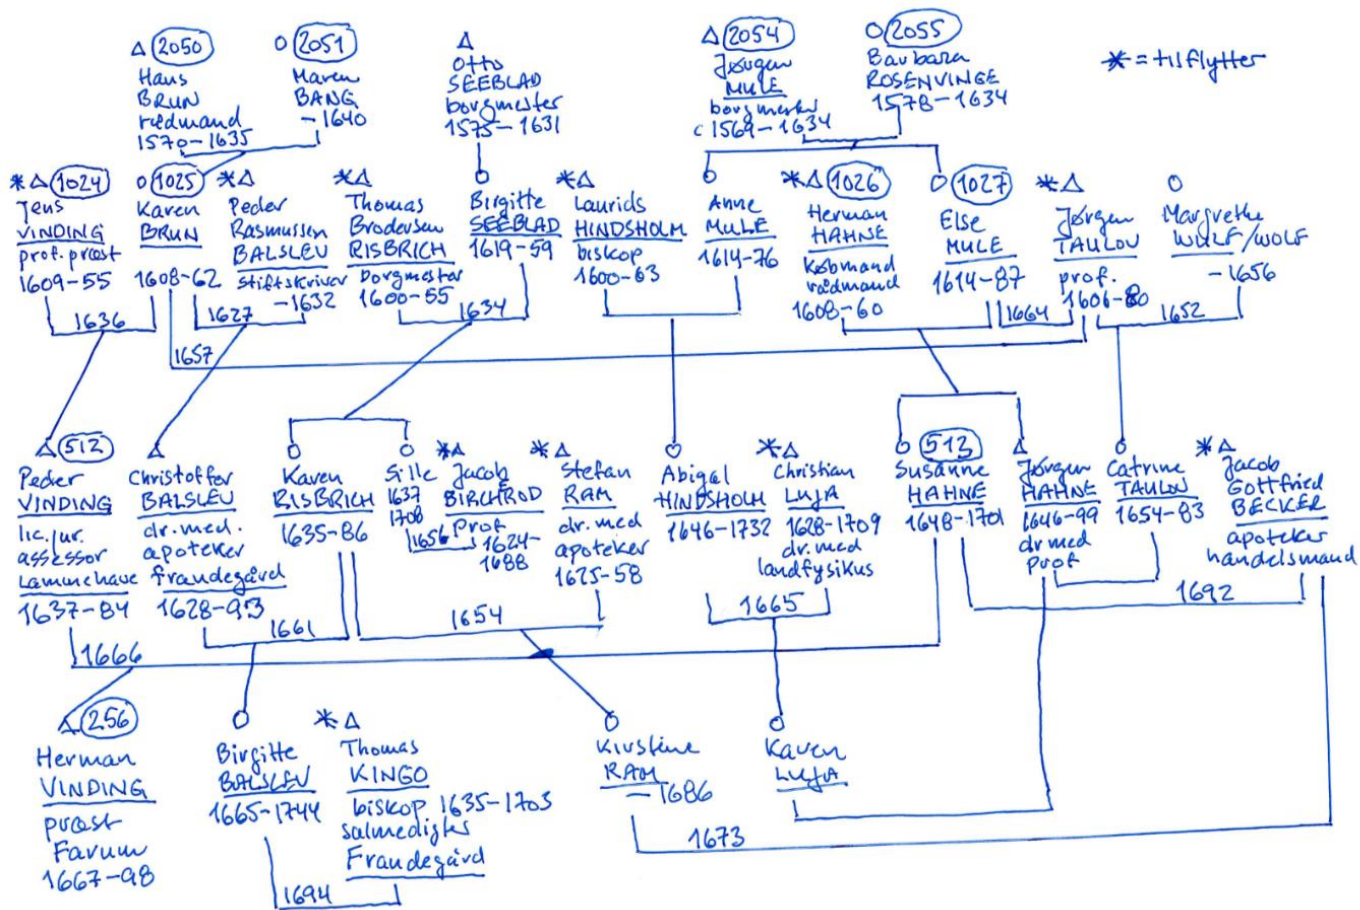 2050
Hans
BRUN
rådmand
1570-1635
2051
Maren
BANG
-1640
Otto
SEEBLAD
borgmester
1575-1631
2054
Jørgen
MULE
borgmester
c 1569-1634
2055
Barbara
ROSENVINGE
1578-1634
* = tilflytter
* 1024
Jens
VINDING
prof. præst
1609-55
1025
Karen
BRUN
1608-62
*
Peder
Rasmussen
BALSLEV
stiftskriver
-1632
*
Thomas
Brodersen
RISBRICH
borgmester
1600-55
Birgitte
SEEBLAD
1619-59
*
Laurids
HINDSHOLM
biskop
1600-63
Anne
MULE
1614-76
* 1026
Herman
HAHNE
Købmand
rådmand
1608-60
1027
Else
MULE
1614-87
*
Jørgen
TAULOV
prof.
1606-80
Margrethe
WULF/WOLF
-1656
1636
1627
1634
1664
1652
1657
512
Peder
VINDING
lic. jur.
assessor
Lammehave
1637-84
Christoffer
BALSLEV
dr. med.
apoteker
Fraudegård
1628-93
Karen
RISBRICH
1635-86
Sille
1637
1708
*
Jacob
BIRCHROD
Prof
1624-
1688
1656
*
Stefan
RAM
dr. med
apoteker
1625-58
Abigal
HINDSHOLM
1646-1732
*
Christian
LUJA
1628-1709
dr. med
landfysikus
513
Susanne
HAHNE
1648-1701
Jørgen
HAHNE
1646-99
dr med
prof
Catrine
TAULOV
1654-83
*
Jacob
Gottfried
BECKER
apoteker
handelsmand
1661
1654
1665
1692
1666
256
Herman
VINDING
præst
Farum
1667-98
Birgitte
BALSLEV
1665-1744
*
Thomas
KINGO
biskop 1635-1703
salmedigter
Fraudegård
Kirstine
RAM
-1686
Karen
LUJA
1673
1694